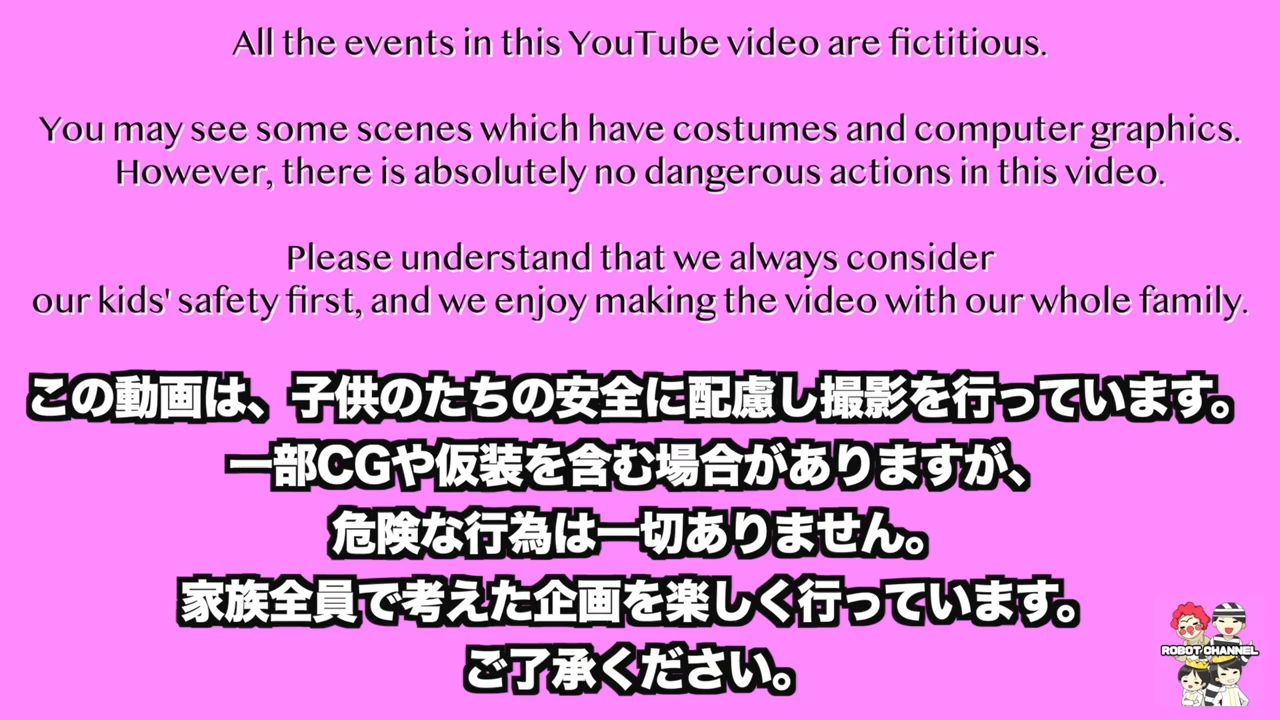 All the events in this YouTube video are fictitious.
You may see some scenes which have costumes and computer graphics.
However, there is absolutely no dangerous actions in this video.
Please understand that we always consider
our kids' safety first, and we enjoy making the video with our whole family.
この動画は、子供のたちの安全に配慮し撮影を行っています。
一部CGや仮装を含む場合がありますが、
危険な行為は一切ありません。
家族全員で考えた企画を楽しく行っています。
ご了承ください。
ROBOT CHANNEL